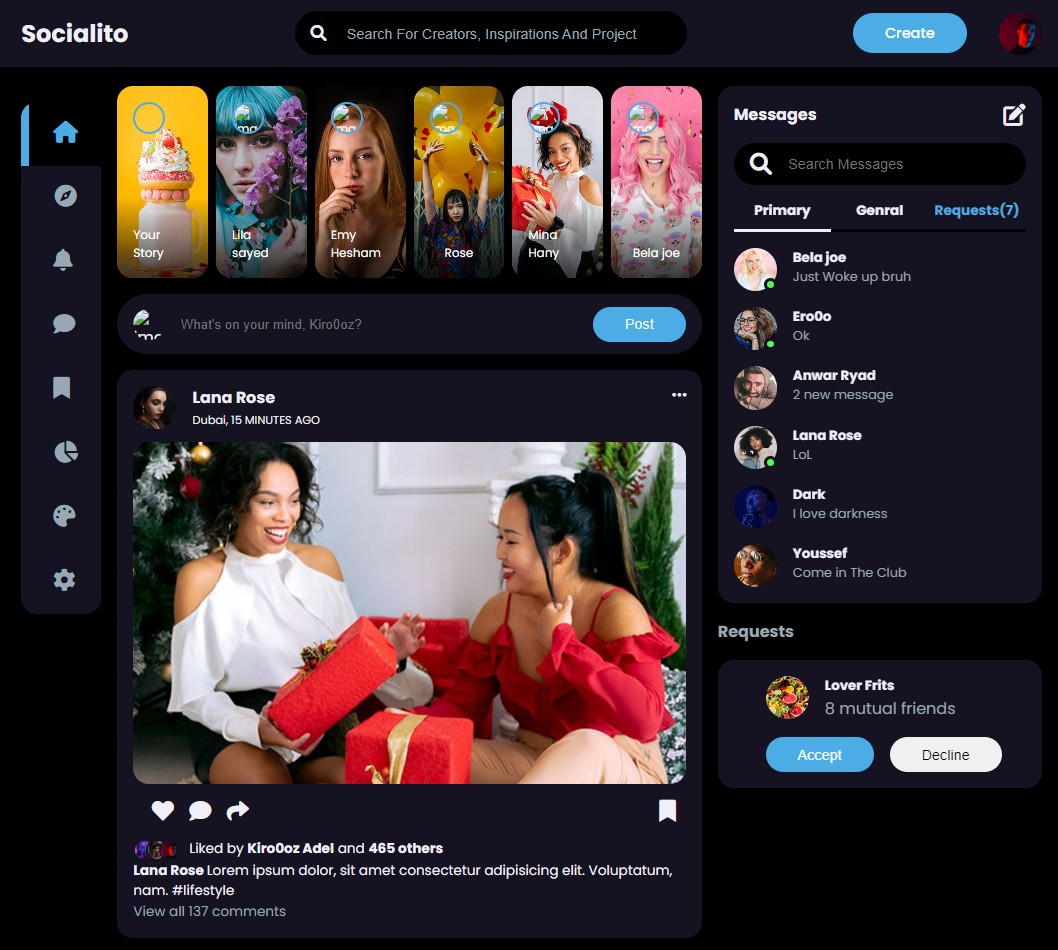 Socialito
Search For Creators, Inspirations And Project
Create
Your
Story
Lila
sayed
Emy
Hesham
Rose
Mina
Hany
Bela joe
What's on your mind, Kiro0oz?
Post
Lana Rose
Dubai, 15 MINUTES AGO
Liked by Kiro0oz Adel and 465 others
Lana Rose Lorem ipsum dolor, sit amet consectetur adipisicing elit. Voluptatum,
nam. #lifestyle
View all 137 comments
Messages
Search Messages
Primary Genral Requests(7)
Bela joe
Just Woke up bruh
Ero0o
Ok
Anwar Ryad
2 new message
Lana Rose
LoL
Dark
I love darkness
Youssef
Come in The Club
Requests
Lover Frits
8 mutual friends
Accept Decline